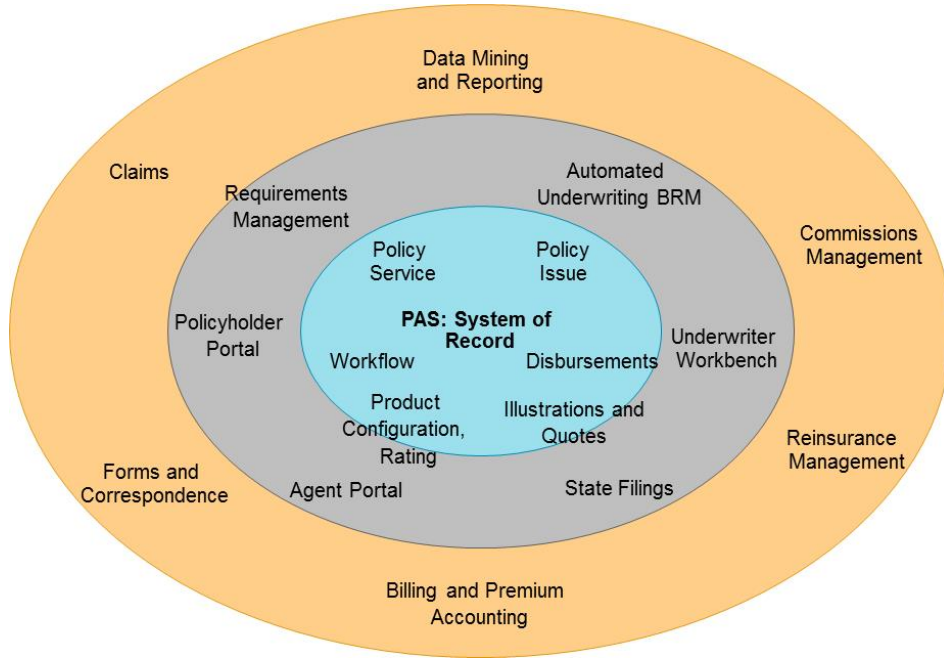 Data Mining
and Reporting
Claims
Automated
Underwriting BRM
Requirements
Management
Commissions
Management
Policy
Service
Policy
Issue
PAS: System of
Record
Policyholder
Portal
Underwriter
Workbench
Workflow
Disbursements
Product
Configuration,
Rating
Illustrations and
Quotes
Reinsurance
Management
Forms and
Correspondence
Agent Portal
State Filings
Billing and Premium
Accounting